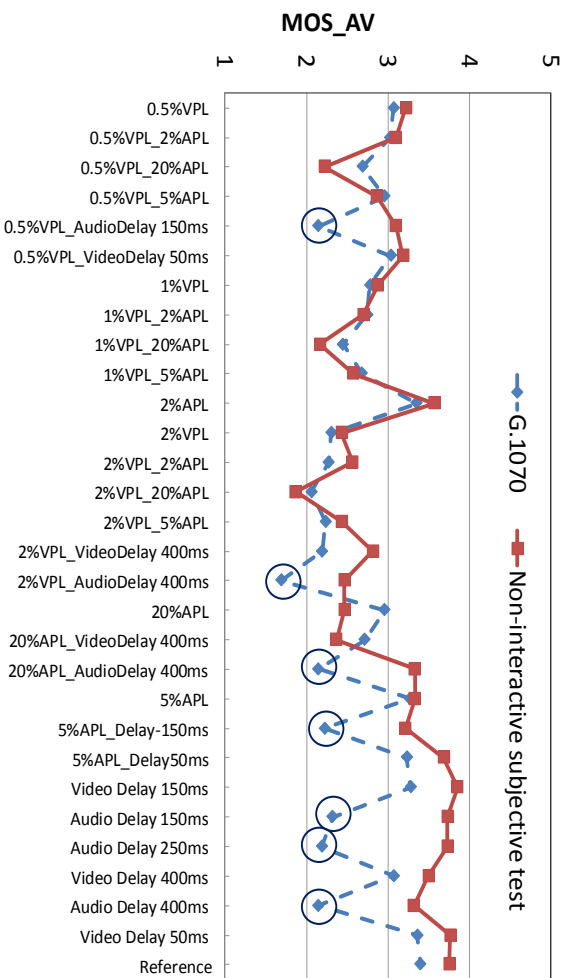 MOS_AV
1
2
3
4
5
0.5%VPL
0.5%VPL_2%APL
0.5%VPL_20%APL
0.5%VPL_5%APL
0.5%VPL_AudioDelay 150ms
0.5%VPL_VideoDelay 50ms
1%VPL
1%VPL_2%APL
1%VPL_20%APL
1%VPL_5%APL
2%APL
2%VPL
2%VPL_2%APL
2%VPL_20%APL
2%VPL_5%APL
2%VPL_VideoDelay 400ms
2%VPL_AudioDelay 400ms
20%APL
20%APL_VideoDelay 400ms
20%APL_AudioDelay 400ms
5%APL
5%APL_Delay-150ms
5%APL_Delay50ms
Video Delay 150ms
Audio Delay 150ms
Audio Delay 250ms
Video Delay 400ms
Audio Delay 400ms
Video Delay 50ms
Reference
G.1070
Non-interactive subjective test